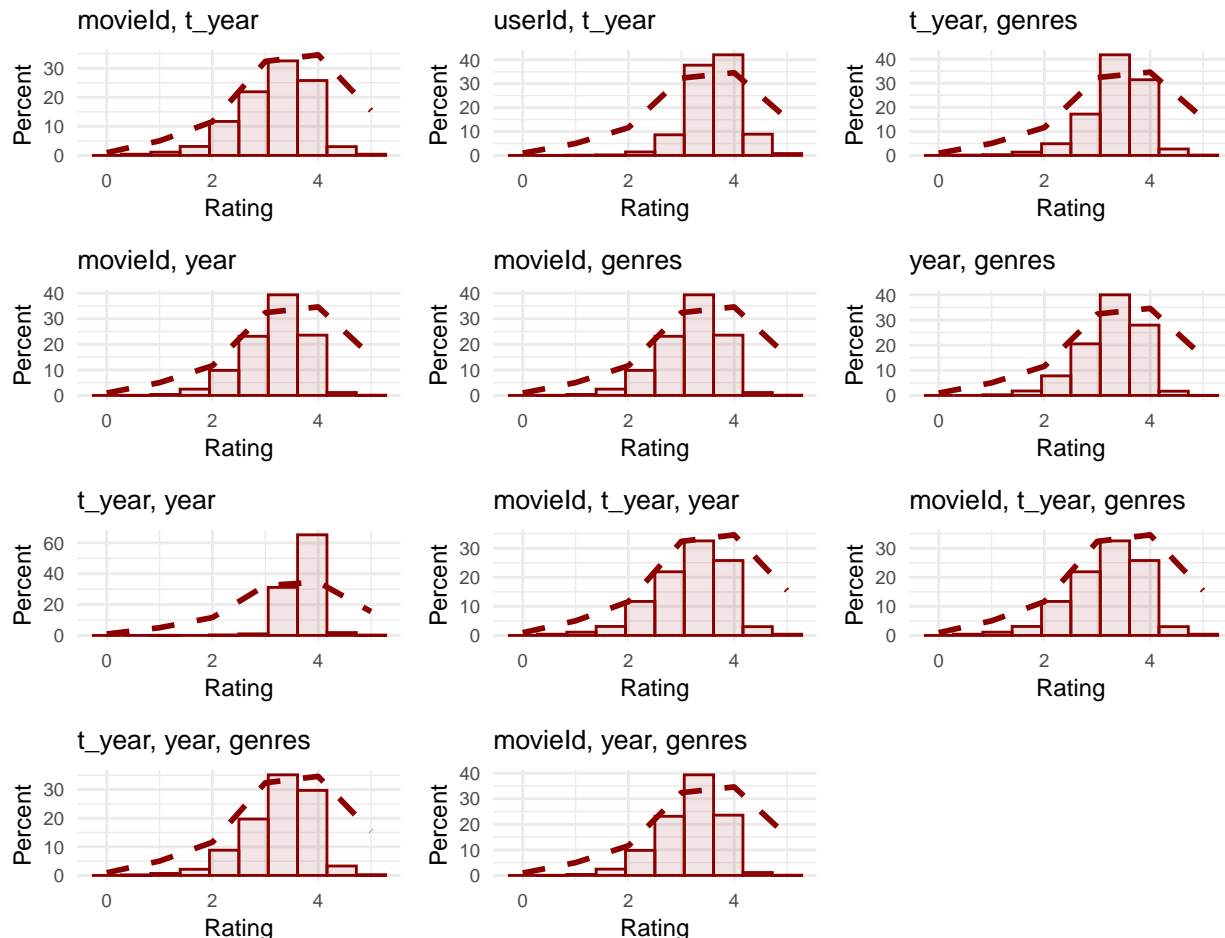 movieId, t_year
Percent
30
20
10
0
0
2
4
Rating
userId, t_year
Percent
40
30
20
10
0
0
2
4
Rating
t_year, genres
Percent
40
30
20
10
0
0
2
4
Rating
movieId, year
Percent
40
30
20
10
0
0
2
4
Rating
movieId, genres
Percent
40
30
20
10
0
0
2
4
Rating
year, genres
Percent
40
30
20
10
0
0
2
4
Rating
t_year, year
Percent
60
40
20
0
0
2
4
Rating
movieId, t_year, year
Percent
30
20
10
0
0
2
4
Rating
movieId, t_year, genres
Percent
30
20
10
0
0
2
4
Rating
t_year, year, genres
Percent
30
20
10
0
0
2
4
Rating
movieId, year, genres
Percent
40
30
20
10
0
0
2
4
Rating